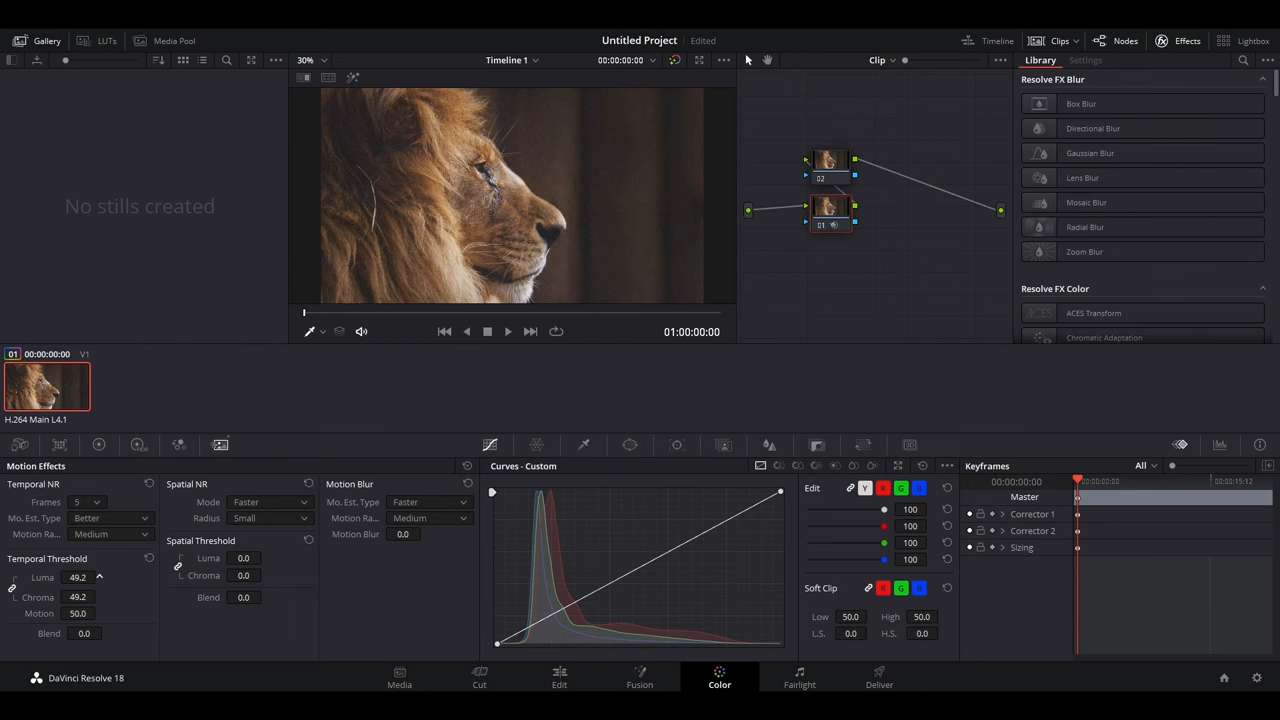 Gallery LUTs Media Pool Untitled Project Edited Timeline Clips Nodes Effects Lightbox
30% Timeline 1 00:00:00:00 Clip Library Settings
Resolve FX Blur
Box Blur
Directional Blur
Gaussian Blur
Lens Blur
Mosaic Blur
Radial Blur
Zoom Blur
Resolve FX Color
ACES
ACES Transform
Chromatic Adaptation
No stills created
02
01
01:00:00:00
01 00:00:00:00 V1
H.264 Main L4.1
Motion Effects
Temporal NR
Frames 5
Mo. Est.Type Better
Motion Ra... Medium
Temporal Threshold
Luma 49.2
Chroma 49.2
Motion 50.0
Blend 0.0
Spatial NR
Mode Faster
Radius Small
Spatial Threshold
Luma 0.0
Chroma 0.0
Blend 0.0
Motion Blur
Mo. Est.Type Faster
Motion Ra... Medium
Motion Blur 0.0
Curves - Custom
Edit Y R G B
100
100
100
100
Soft Clip R G B
Low 50.0 High 50.0
L.S. 0.0 H.S. 0.0
Keyframes All
00:00:00:00 00:00:00:00 00:00:15:12
Master
Corrector 1
Corrector 2
Sizing
DaVinci Resolve 18
Media Cut Edit Fusion Color Fairlight Deliver